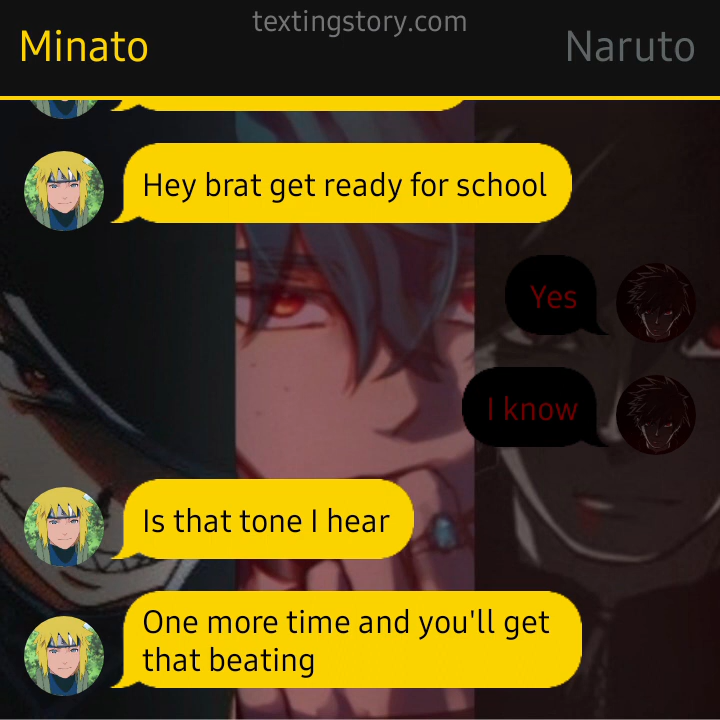 textingstory.com
Minato
Naruto
Hey brat get ready for school
Yes
I know
Is that tone I hear
One more time and you'll get
that beating